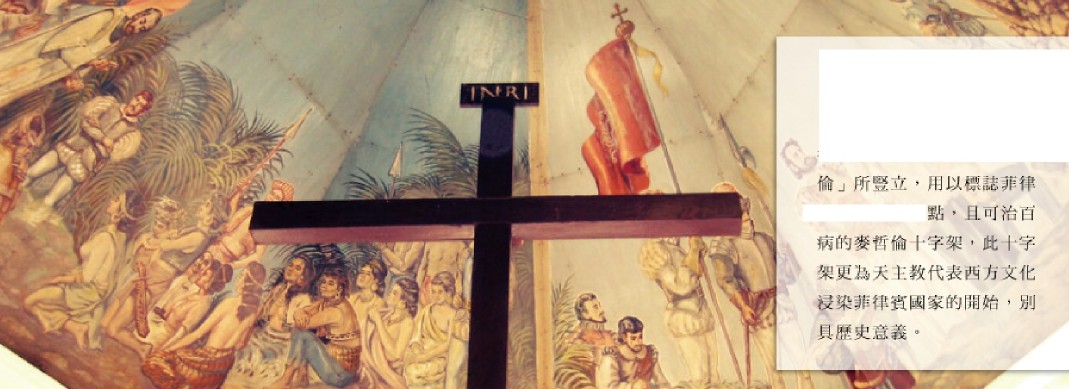 INRI
倫」所豎立，用以標誌菲律
點，且可治百
病的麥哲倫十字架，此十字
架更為天主教代表西方文化
浸染菲律賓國家的開始，別
具歷史意義。